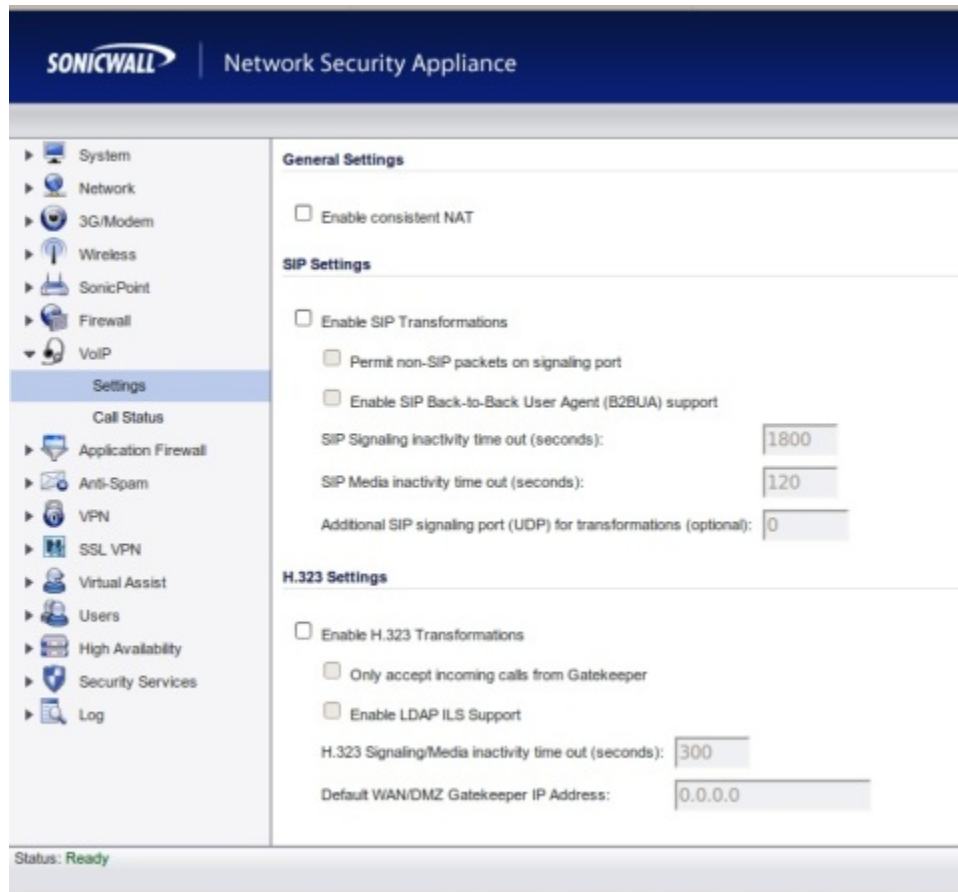 SONICWALL Network Security Appliance
System
Network
3G/Modem
Wireless
SonicPoint
Firewall
VoIP
Settings
Call Status
Application Firewall
Anti-Spam
VPN
SSL VPN
Virtual Assist
Users
High Availability
Security Services
Log
General Settings
Enable consistent NAT
SIP Settings
Enable SIP Transformations
Permit non-SIP packets on signaling port
Enable SIP Back-to-Back User Agent (B2BUA) support
SIP Signaling inactivity time out (seconds): 1800
SIP Media inactivity time out (seconds): 120
Additional SIP signaling port (UDP) for transformations (optional): 0
H.323 Settings
Enable H.323 Transformations
Only accept incoming calls from Gatekeeper
Enable LDAP ILS Support
H.323 Signaling/Media inactivity time out (seconds): 300
Default WAN/DMZ Gatekeeper IP Address: 0.0.0.0
Status: Ready